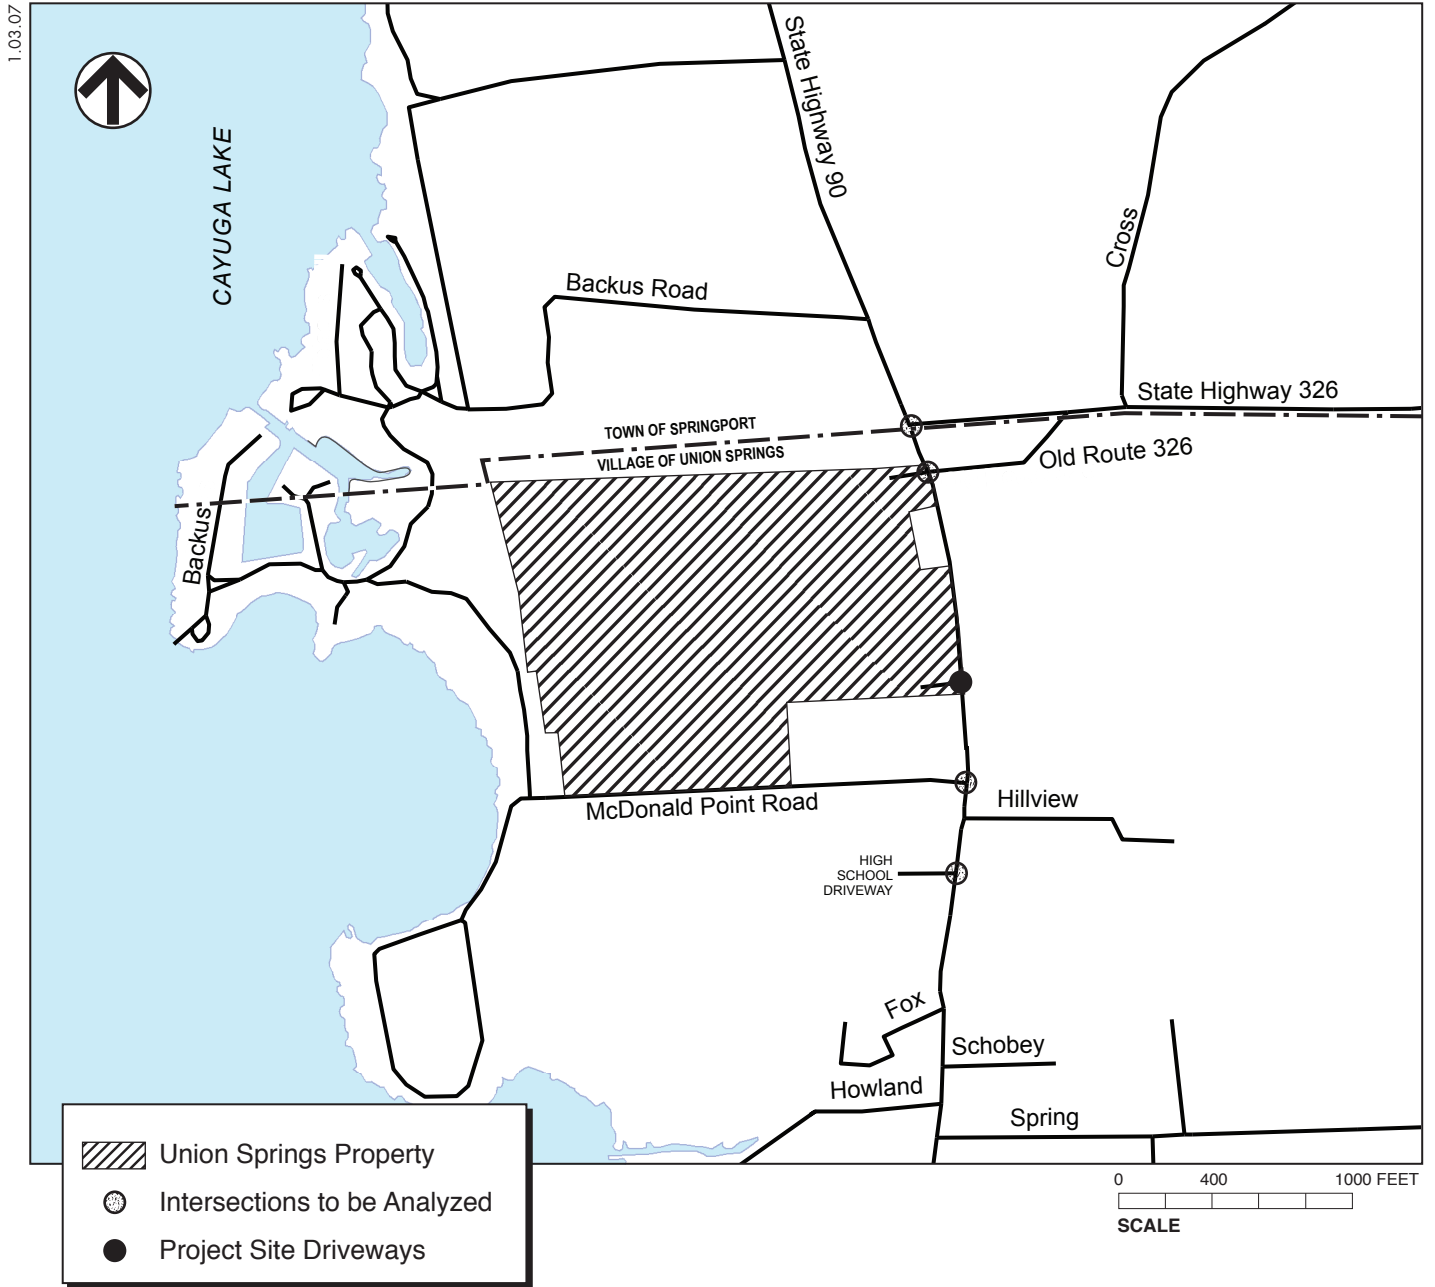 1.03.07
State Highway 90
CAYUGA LAKE
Cross
Backus Road
State Highway 326
TOWN OF SPRINGPORT
VILLAGE OF UNION SPRINGS
Old Route 326
Backus
McDonald Point Road
Hillview
HIGH
SCHOOL
DRIVEWAY
Fox
Schobey
Howland
Spring
Union Springs Property
Intersections to be Analyzed
Project Site Driveways
0 400 1000 FEET
SCALE